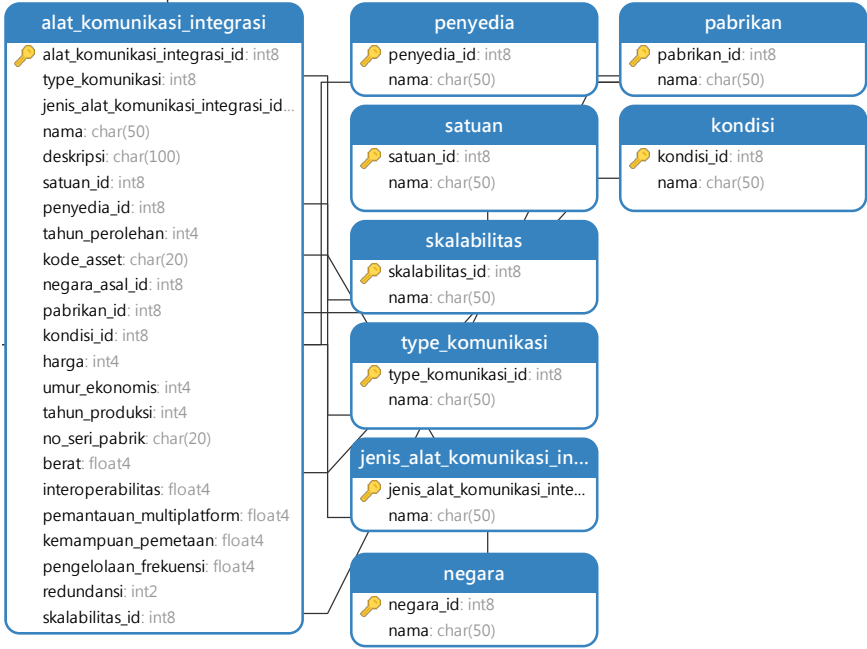 alat_komunikasi_integrasi
alat_komunikasi_integrasi_id: int8
type_komunikasi: int8
jenis_alat_komunikasi_integrasi_id...
nama: char(50)
deskripsi: char(100)
satuan_id: int8
penyedia_id: int8
tahun_perolehan: int4
kode_asset: char(20)
negara_asal_id: int8
pabrikan_id: int8
kondisi_id: int8
harga: int4
umur_ekonomis: int4
tahun_produksi: int4
no_seri_pabrik: char(20)
berat: float4
interoperabilitas: float4
pemantauan_multiplatform: float4
kemampuan_pemetaan: float4
pengelolaan_frekuensi: float4
redundansi: int2
skalabilitas_id: int8
penyedia
penyedia_id: int8
nama: char(50)
pabrikan
pabrikan_id: int8
nama: char(50)
satuan
satuan_id: int8
nama: char(50)
kondisi
kondisi_id: int8
nama: char(50)
skalabilitas
skalabilitas_id: int8
nama: char(50)
type_komunikasi
type_komunikasi_id: int8
nama: char(50)
jenis_alat_komunikasi_in...
jenis_alat_komunikasi_inte...
nama: char(50)
negara
negara_id: int8
nama: char(50)